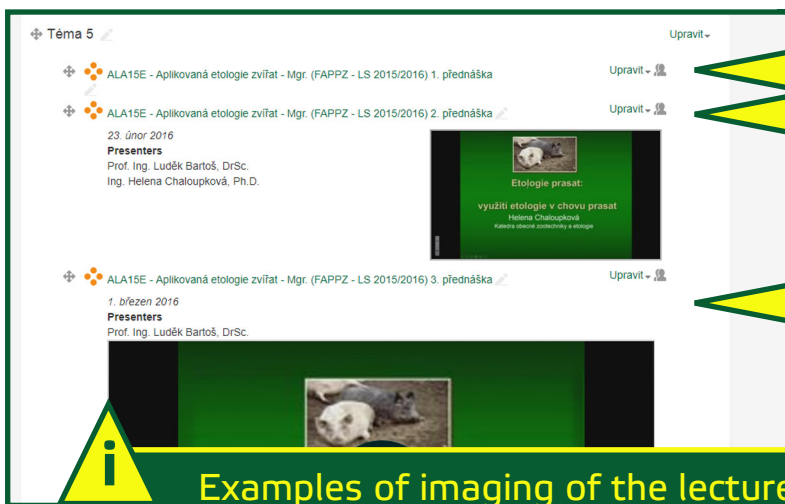 Téma 5
Upravit
ALA15E - Aplikovaná etologie zvířat - Mgr. (FAPPZ - LS 2015/2016) 1. přednáška
Upravit
ALA15E - Aplikovaná etologie zvířat - Mgr. (FAPPZ - LS 2015/2016) 2. přednáška
Upravit
23. únor 2016
Presenters
Prof. Ing. Luděk Bartoš, DrSc.
Ing. Helena Chaloupková, Ph.D.
Etologie prasat:
využití etologie v chovu prasat
Helena Chaloupková
Katedra obecné zootechniky a etologie
ALA15E - Aplikovaná etologie zvířat - Mgr. (FAPPZ - LS 2015/2016) 3. přednáška
Upravit
1. březen 2016
Presenters
Prof. Ing. Luděk Bartoš, DrSc.
i
Examples of imaging of the lecture